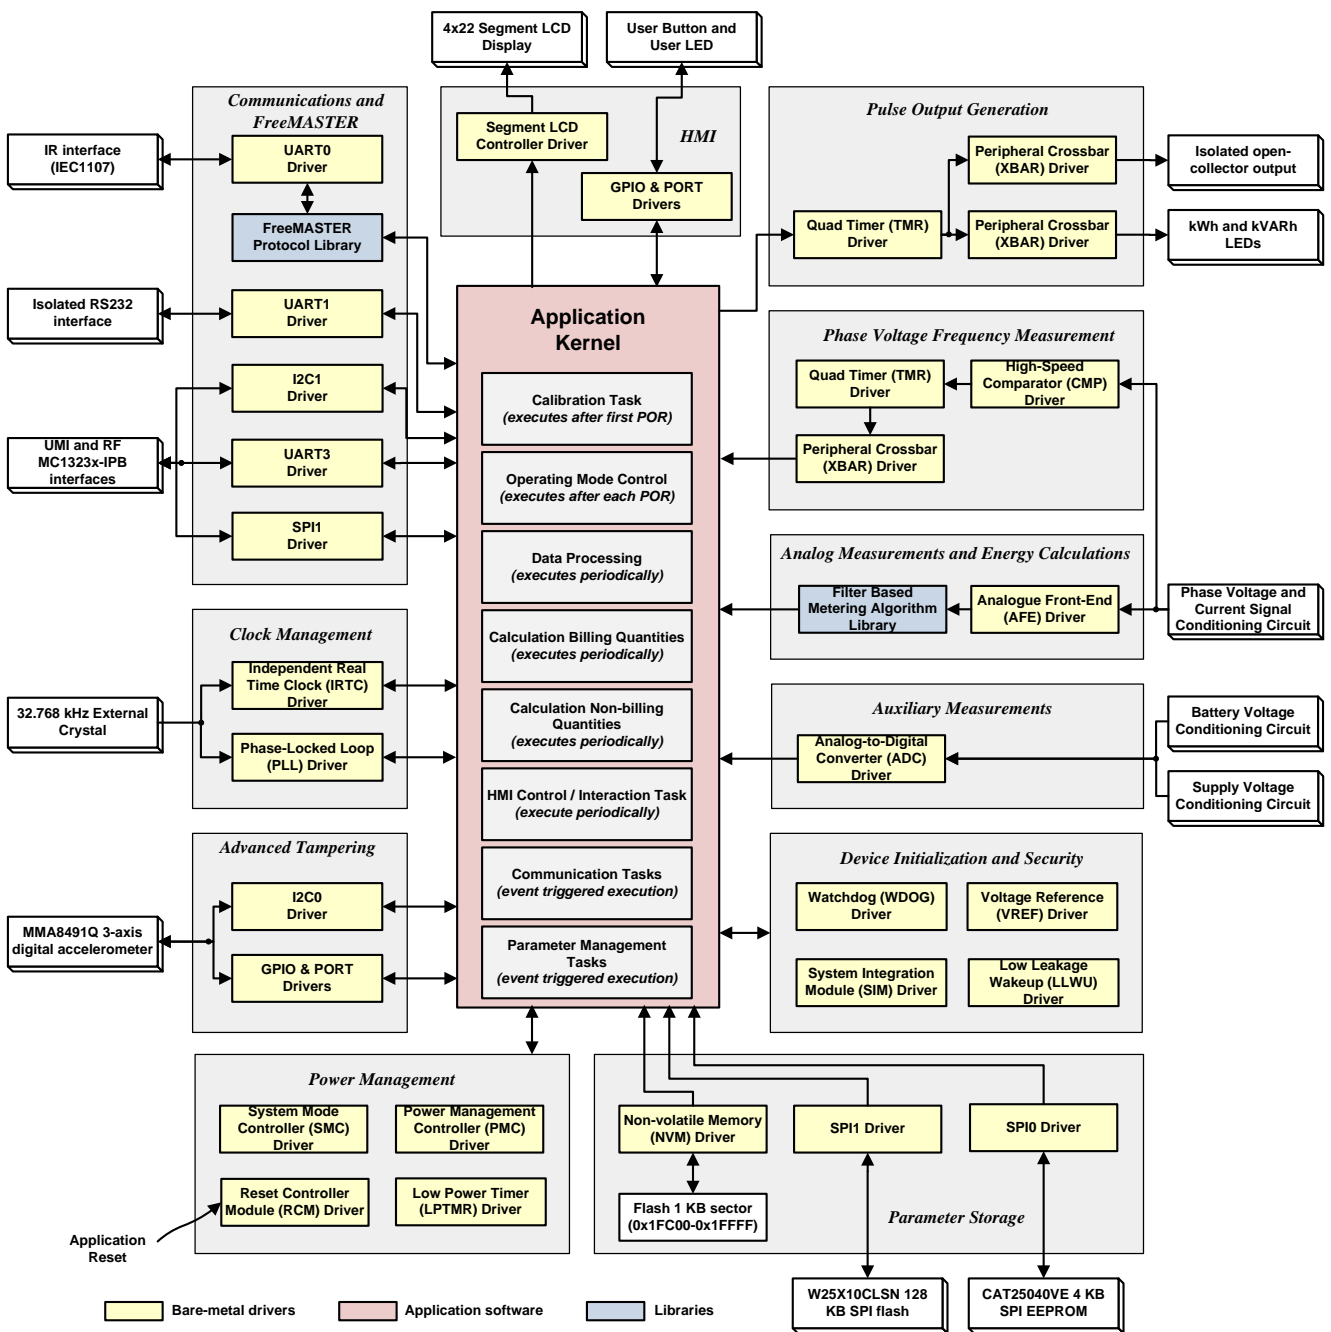 4x22 Segment LCD
Display
User Button and
User LED
Communications and
FreeMASTER
UART0
Driver
FreeMASTER
Protocol Library
UART1
Driver
I2C1
Driver
UART3
Driver
SPI1
Driver
IR interface
(IEC1107)
Isolated RS232
interface
UMI and RF
MC1323x-IPB
interfaces
Segment LCD
Controller Driver
HMI
GPIO & PORT
Drivers
Pulse Output Generation
Peripheral Crossbar
(XBAR) Driver
Quad Timer (TMR)
Driver
Peripheral Crossbar
(XBAR) Driver
Isolated open-
collector output
kWh and kVARh
LEDs
Application
Kernel
Calibration Task
(executes after first POR)
Operating Mode Control
(executes after each POR)
Data Processing
(executes periodically)
Calculation Billing Quantities
(executes periodically)
Calculation Non-billing
Quantities
(executes periodically)
HMI Control / Interaction Task
(execute periodically)
Communication Tasks
(event triggered execution)
Parameter Management
Tasks
(event triggered execution)
Phase Voltage Frequency Measurement
Quad Timer (TMR)
Driver
High-Speed
Comparator (CMP)
Driver
Peripheral Crossbar
(XBAR) Driver
Analog Measurements and Energy Calculations
Filter Based
Metering Algorithm
Library
Analogue Front-End
(AFE) Driver
Phase Voltage and
Current Signal
Conditioning Circuit
Clock Management
Independent Real
Time Clock (IRTC)
Driver
Phase-Locked Loop
(PLL) Driver
32.768 kHz External
Crystal
Auxiliary Measurements
Analog-to-Digital
Converter (ADC)
Driver
Battery Voltage
Conditioning Circuit
Supply Voltage
Conditioning Circuit
Advanced Tampering
I2C0
Driver
GPIO & PORT
Drivers
MMA8491Q 3-axis
digital accelerometer
Device Initialization and Security
Watchdog (WDOG)
Driver
Voltage Reference
(VREF) Driver
System Integration
Module (SIM) Driver
Low Leakage
Wakeup (LLWU)
Driver
Power Management
System Mode
Controller (SMC)
Driver
Power Management
Controller (PMC)
Driver
Reset Controller
Module (RCM) Driver
Low Power Timer
(LPTMR) Driver
Application
Reset
Non-volatile Memory
(NVM) Driver
SPI1 Driver
SPI0 Driver
Flash 1 KB sector
(0x1FC00-0x1FFFF)
Parameter Storage
W25X10CLSN 128
KB SPI flash
CAT25040VE 4 KB
SPI EEPROM
Bare-metal drivers
Application software
Libraries